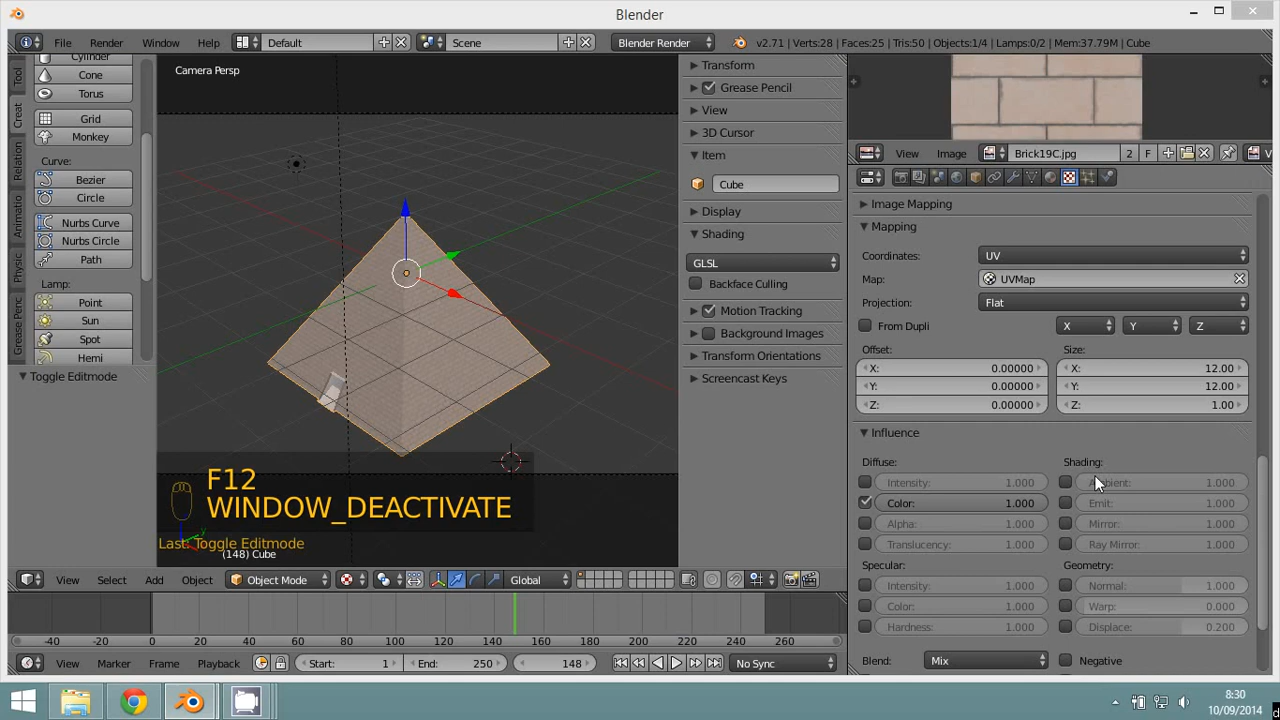 Blender
File Render Window Help Default Scene Blender Render v2.71 | Verts:28 | Faces:25 | Tris:50 | Objects:1/4 | Lamps:0/2 | Mem:37.79M | Cube
Tool
Creat
Relation
Animatio
Physic
Grease Penc
Cylinder
Cone
Torus
Grid
Monkey
Curve:
Bezier
Circle
Nurbs Curve
Nurbs Circle
Path
Lamp:
Point
Sun
Spot
Hemi
Toggle Editmode
Camera Persp
F12
WINDOW_DEACTIVATE
Last: Toggle Editmode
(148) Cube
Transform
Grease Pencil
View
3D Cursor
Item
Cube
Display
Shading
GLSL
Backface Culling
Motion Tracking
Background Images
Transform Orientations
Screencast Keys
View Image Brick19C.jpg 2 F
Image Mapping
Mapping
Coordinates: UV
Map: UVMap
Projection: Flat
From Dupli X Y Z
Offset: Size:
X: 0.00000 X: 12.00
Y: 0.00000 Y: 12.00
Z: 0.00000 Z: 1.00
Influence
Diffuse: Shading:
Intensity: 1.000 Ambient: 1.000
Color: 1.000 Emit: 1.000
Alpha: 1.000 Mirror: 1.000
Translucency: 1.000 Ray Mirror: 1.000
Specular: Geometry:
Intensity: 1.000 Normal: 1.000
Color: 1.000 Warp: 0.000
Hardness: 1.000 Displace: 0.200
Blend: Mix Negative
View Select Add Object Object Mode Global
-40 -20 0 20 40 60 80 100 120 140 160 180 200 220 240 260
View Marker Frame Playback Start: 1 End: 250 148 No Sync
8:30
10/09/2014